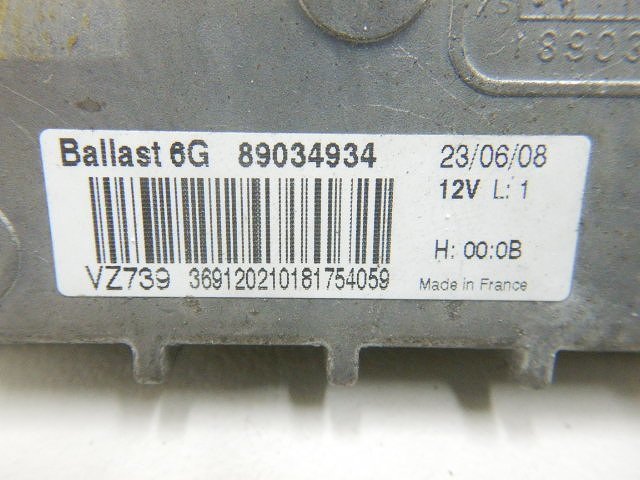 Ballast 6G 89034934 23/06/08
12V L: 1
H: 00:0B
VZ739 369120210181754059 Made in France